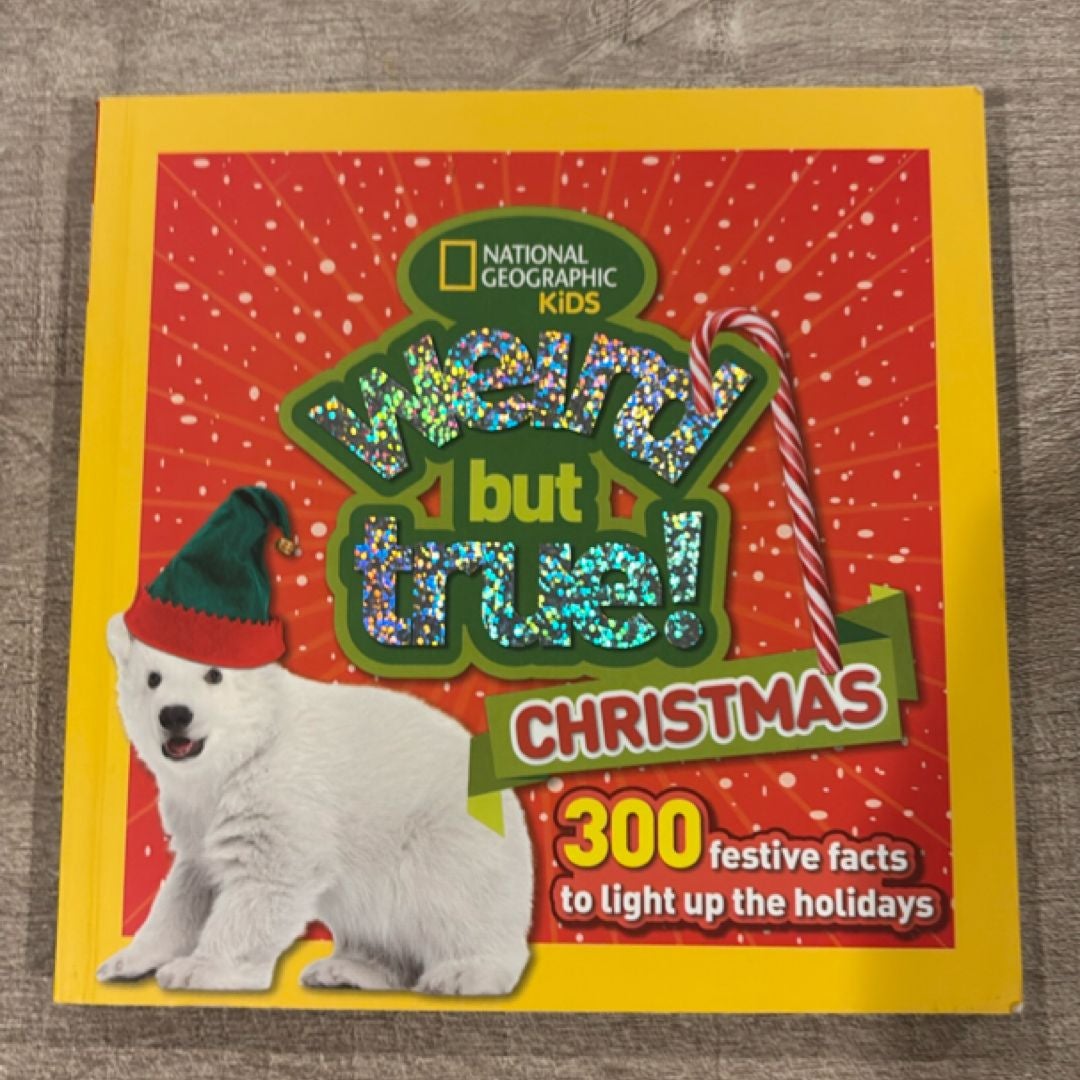 NATIONAL
GEOGRAPHIC
KiDS
weird
but
true!
CHRISTMAS
300 festive facts
to light up the holidays